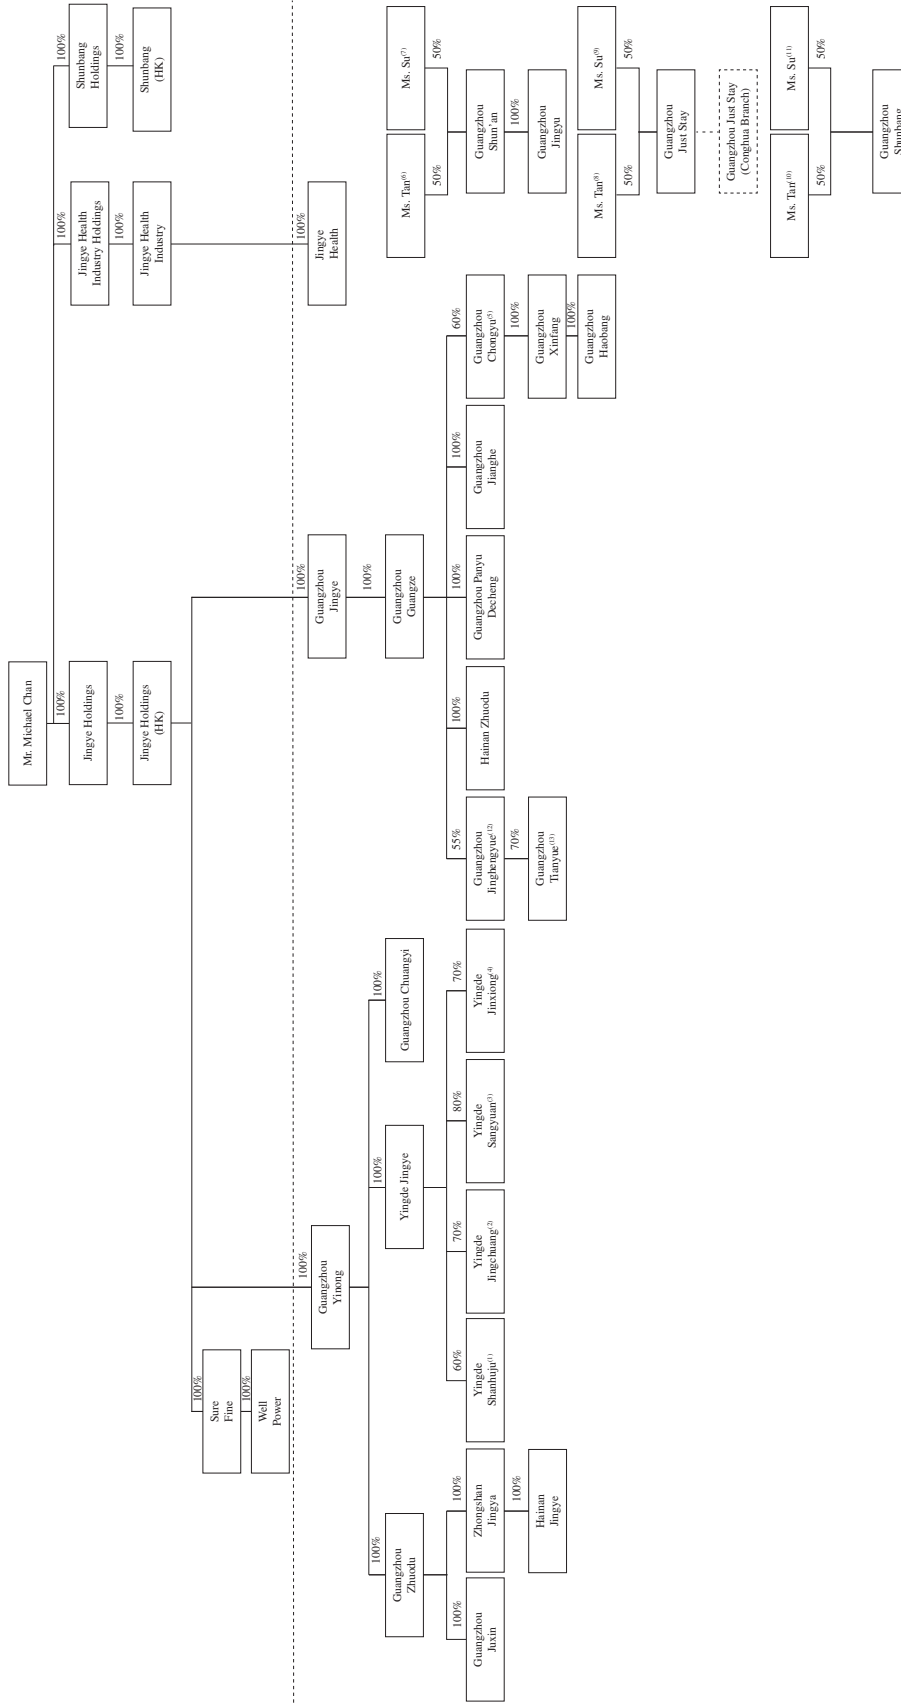 Mr. Michael Chan
100%
100%
100%
Jingye Holdings
Jingye Health
Industry Holdings
Shunbang
Holdings
100%
100%
100%
Jingye Holdings
(HK)
Jingye Health
Industry
Shunbang
(HK)
100%
Sure
Fine
100%
Well
Power
100%
100%
100%
Guangzhou
Yinong
Guangzhou
Jingye
Jingye
Health
100%
100%
100%
100%
Guangzhou
Zhuodu
Yingde Jingye
Guangzhou Chuangyi
Guangzhou
Guangze
Ms. Tan(6)
Ms. Su(7)
50%
50%
100%
100%
60%
70%
80%
70%
55%
100%
100%
100%
60%
Guangzhou
Juxin
Zhongshan
Jingya
Yingde
Shanhuju(1)
Yingde
Jingchuang(2)
Yingde
Sangyuan(3)
Yingde
Jinxiong(4)
Guangzhou
Jinghengyue(12)
Hainan Zhuodu
Guangzhou Panyu
Decheng
Guangzhou
Jianghe
Guangzhou
Chongyu(5)
Guangzhou
Shun'an
100%
70%
100%
100%
Hainan
Jingye
Guangzhou
Tianyue(13)
Guangzhou
Xinfang
Guangzhou
Jingyu
100%
Guangzhou
Haobang
Ms. Tan(8)
Ms. Su(9)
50%
50%
Guangzhou
Just Stay
Guangzhou Just Stay
(Conghua Branch)
Ms. Tan(10)
Ms. Su(11)
50%
50%
Guangzhou
Shunbang